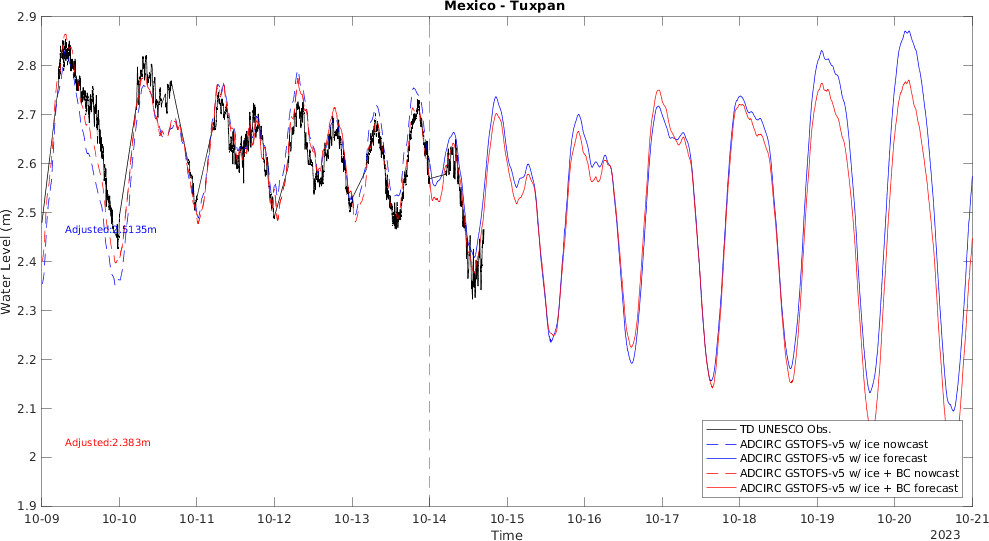 Mexico - Tuxpan
Water Level (m)
2.9
2.8
2.7
2.6
2.5
2.4
2.3
2.2
2.1
2
1.9
Adjusted:2.5135m
Adjusted:2.383m
TD UNESCO Obs.
ADCIRC GSTOFS-v5 w/ ice nowcast
ADCIRC GSTOFS-v5 w/ ice forecast
ADCIRC GSTOFS-v5 w/ ice + BC nowcast
ADCIRC GSTOFS-v5 w/ ice + BC forecast
10-09 10-10 10-11 10-12 10-13 10-14 10-15 10-16 10-17 10-18 10-19 10-20 10-21
Time
2023